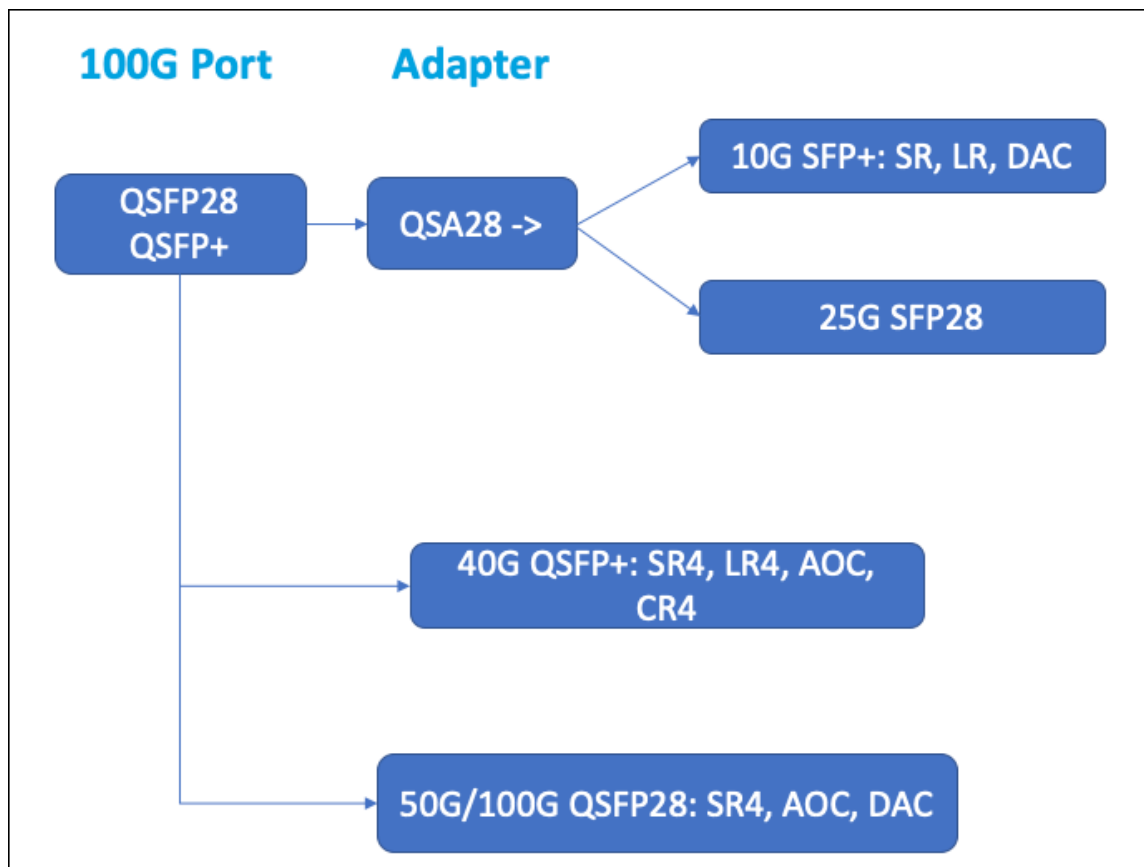 100G Port
Adapter
QSFP28
QSFP+
QSA28 ->
10G SFP+: SR, LR, DAC
25G SFP28
40G QSFP+: SR4, LR4, AOC,
CR4
50G/100G QSFP28: SR4, AOC, DAC